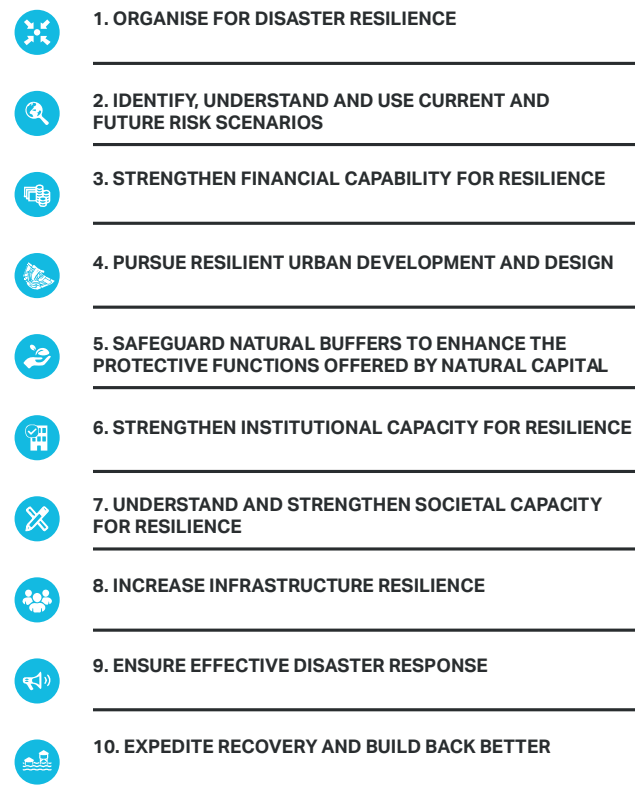 1. ORGANISE FOR DISASTER RESILIENCE
2. IDENTIFY, UNDERSTAND AND USE CURRENT AND
FUTURE RISK SCENARIOS
3. STRENGTHEN FINANCIAL CAPABILITY FOR RESILIENCE
4. PURSUE RESILIENT URBAN DEVELOPMENT AND DESIGN
5. SAFEGUARD NATURAL BUFFERS TO ENHANCE THE
PROTECTIVE FUNCTIONS OFFERED BY NATURAL CAPITAL
6. STRENGTHEN INSTITUTIONAL CAPACITY FOR RESILIENCE
7. UNDERSTAND AND STRENGTHEN SOCIETAL CAPACITY
FOR RESILIENCE
8. INCREASE INFRASTRUCTURE RESILIENCE
9. ENSURE EFFECTIVE DISASTER RESPONSE
10. EXPEDITE RECOVERY AND BUILD BACK BETTER